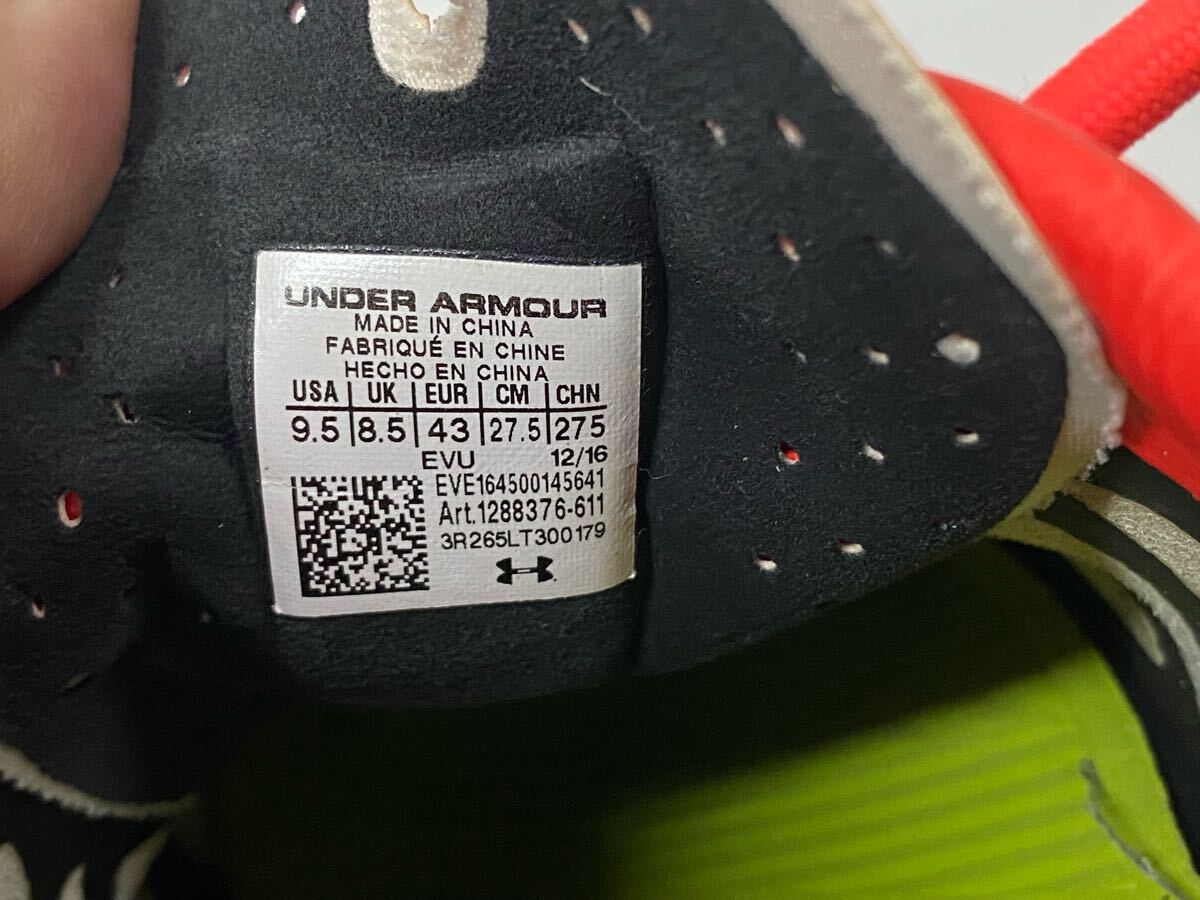 UNDER ARMOUR
MADE IN CHINA
FABRIQUÉ EN CHINE
HECHO EN CHINA
USA UK EUR CM CHN
9.5 8.5 43 27.5 275
EVU 12/16
EVE164500145641
Art.1288376-611
3R265LT300179